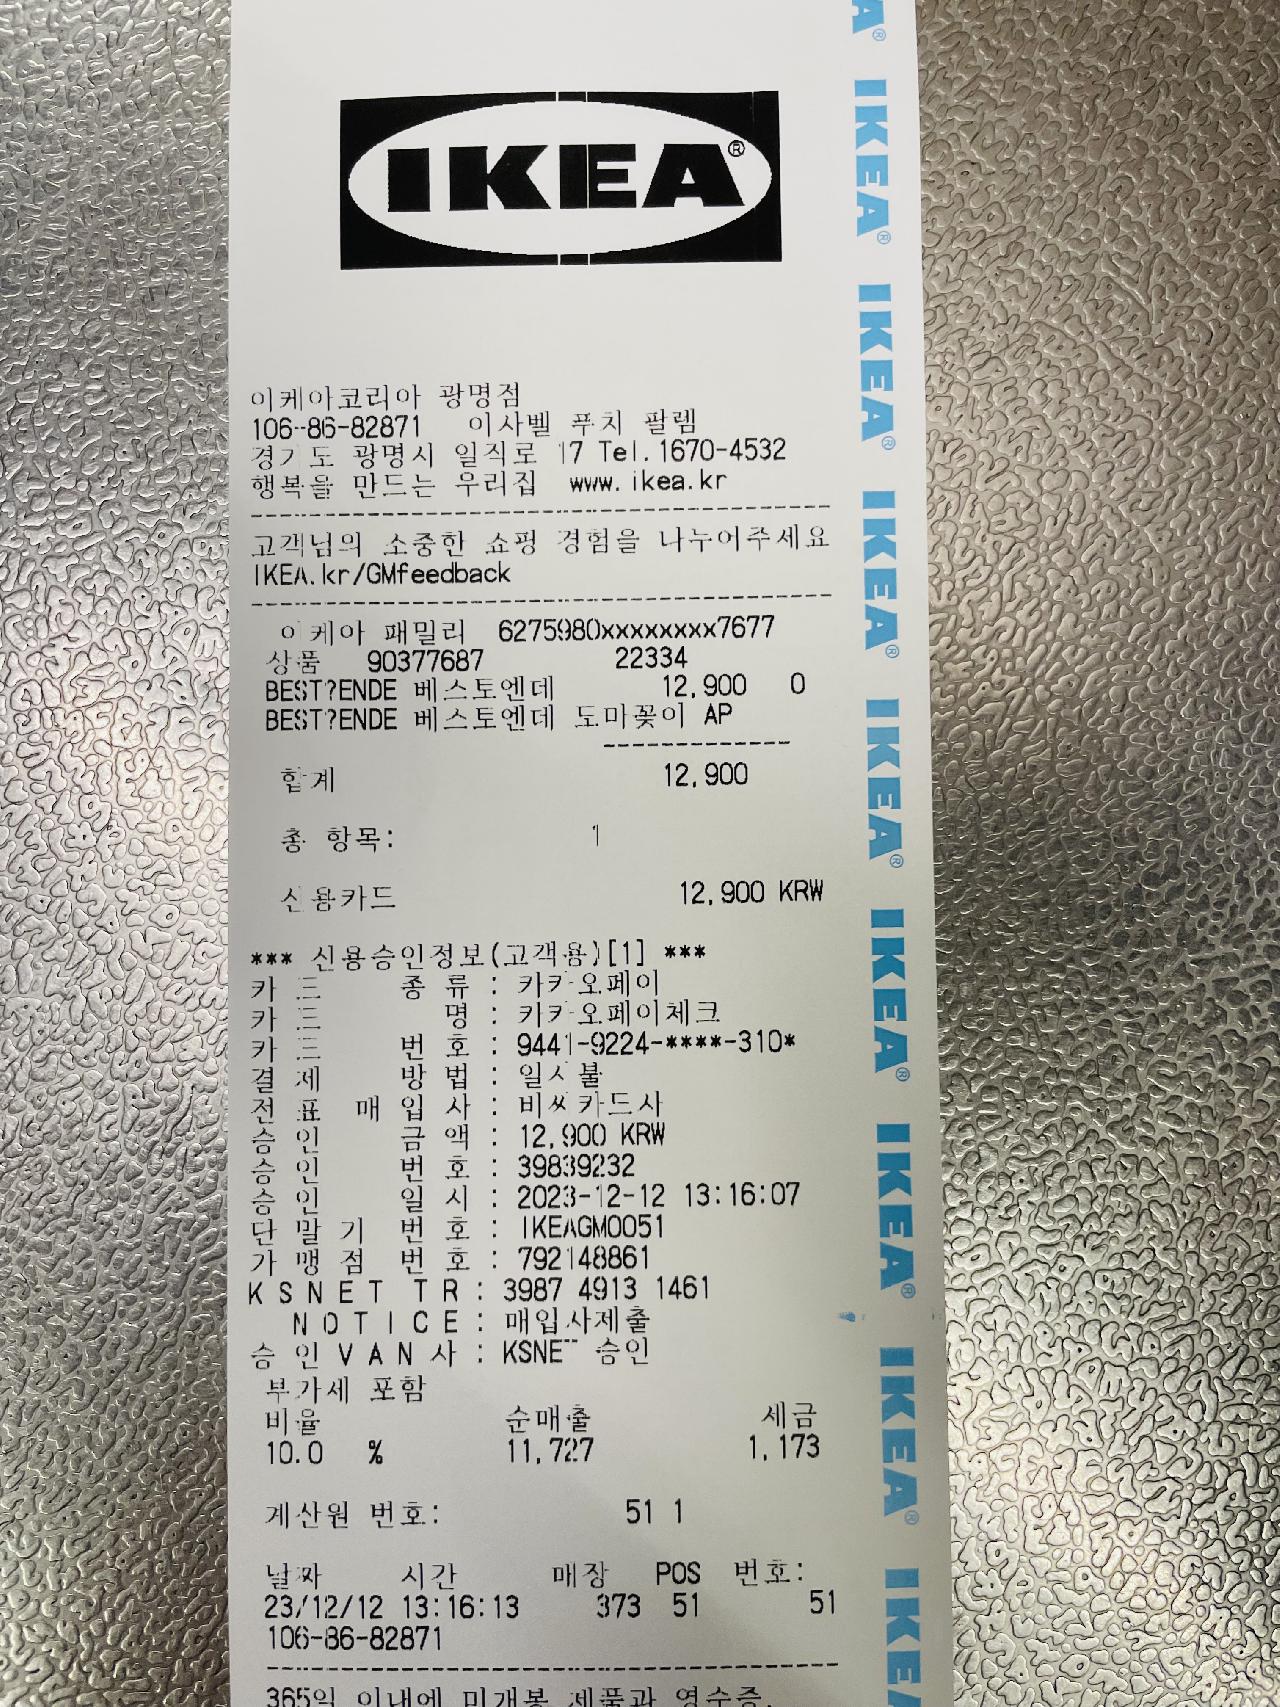 IKEA®
이케아코리아 광명점
106-86-82871 이사벨 푸치 팔렘
경기도 광명시 일직로 17 Tel.1670-4532
행복을 만드는 우리집 www.ikea.kr
고객님의 소중한 쇼핑 경험을 나누어주세요
IKEA.kr/GMfeedback
이케아 패밀리 6275980xxxxxxxx7677
상품 90377687 22334
BEST?ENDE 베스토엔데 12,900 0
BEST?ENDE 베스토엔데 도마꽂이 AP
합계 12,900
총 항목: 1
신용카드 12,900 KRW
*** 신용승인정보(고객용)[1] ***
카드 종류 : 카카오페이
카드 명 : 카카오페이체크
카드 번호 : 9441-9224-****-310*
결제 방법 : 일시불
전표 매입사 : 비씨카드사
승인 금액 : 12,900 KRW
승인 번호 : 39839232
승인 일시 : 2023-12-12 13:16:07
단말기 번호 : IKEAGM0051
가맹점 번호 : 792148861
KSNET TR : 3987 4913 1461
NOTICE : 매입사제출
승인VAN사 : KSNET 승인
부가세 포함
비율 순매출 세금
10.0 % 11,727 1,173
계산원 번호: 51 1
날짜 시간 매장 POS 번호:
23/12/12 13:16:13 373 51 51
106-86-82871
365일 이내에 미개봉 제품과 영수증,
IKEA®
IKEA®
IKEA®
IKEA®
IKEA®
IKEA®
IKEA®
IKEA®